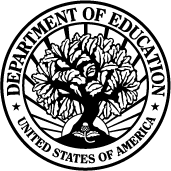 DEPARTMENT OF EDUCATION
UNITED STATES OF AMERICA